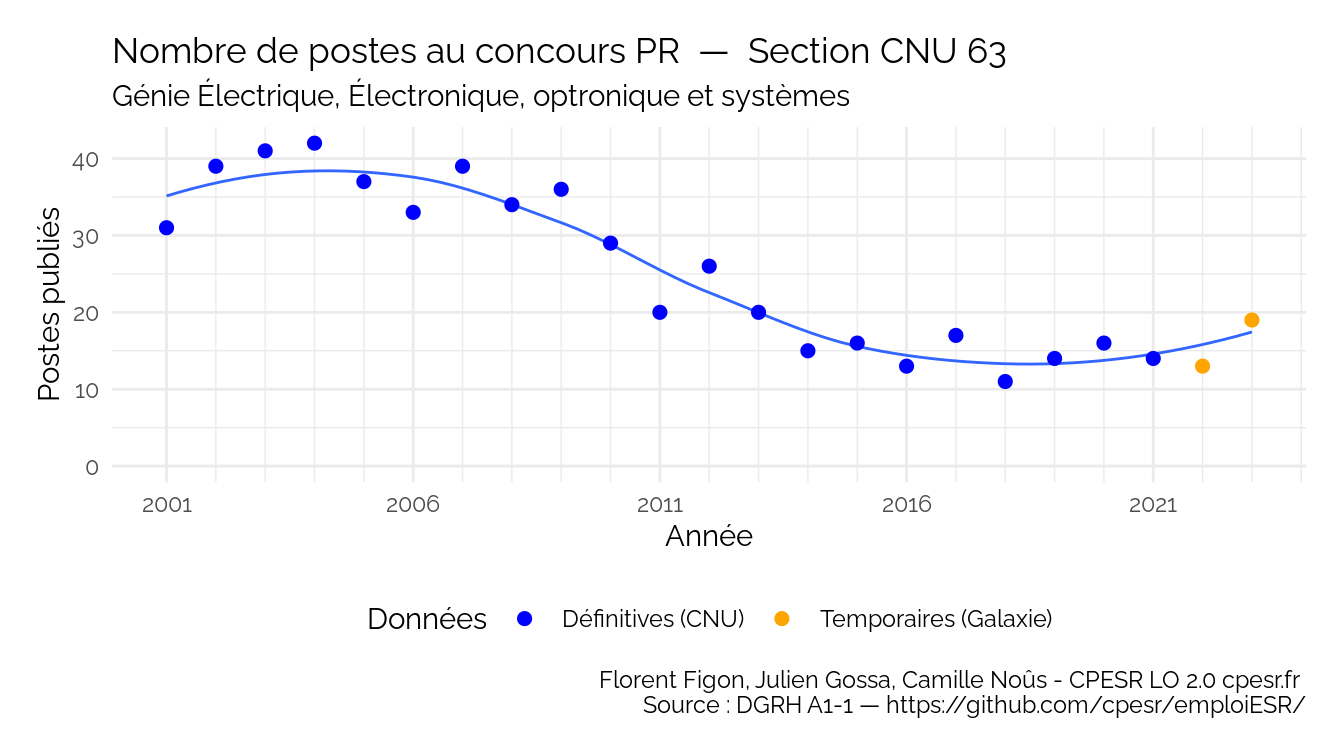 Nombre de postes au concours PR — Section CNU 63
Génie Électrique, Électronique, optronique et systèmes
Postes publiés
40
30
20
10
0
2001 2006 2011 2016 2021
Année
Données Définitives (CNU) Temporaires (Galaxie)
Florent Figon, Julien Gossa, Camille Noûs - CPESR LO 2.0 cpesr.fr
Source : DGRH A1-1 — https://github.com/cpesr/emploiESR/